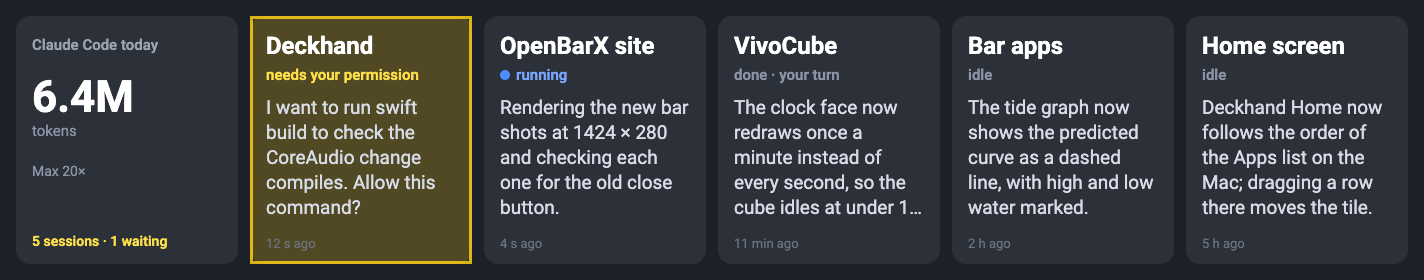 Claude Code today
6.4M
tokens
Max 20×
5 sessions · 1 waiting
Deckhand
needs your permission
I want to run swift
build to check the
CoreAudio change
compiles. Allow this
command?
12 s ago
OpenBarX site
running
Rendering the new bar
shots at 1424 × 280
and checking each
one for the old close
button.
4 s ago
VivoCube
done · your turn
The clock face now
redraws once a
minute instead of
every second, so the
cube idles at under 1...
11 min ago
Bar apps
idle
The tide graph now
shows the predicted
curve as a dashed
line, with high and low
water marked.
2 h ago
Home screen
idle
Deckhand Home now
follows the order of
the Apps list on the
Mac; dragging a row
there moves the tile.
5 h ago